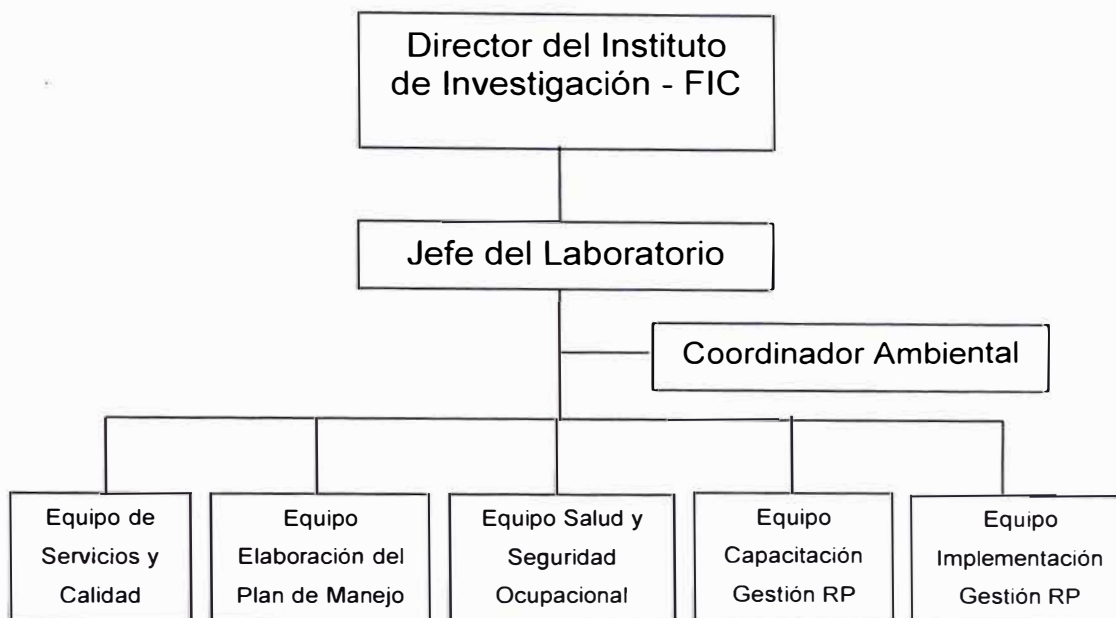 Director del Instituto
de Investigación - FIC
Jefe del Laboratorio
Coordinador Ambiental
Equipo de
Servicios y
Calidad
Equipo
Elaboración del
Plan de Manejo
Equipo Salud y
Seguridad
Ocupacional
Equipo
Capacitación
Gestión RP
Equipo
Implementación
Gestión RP